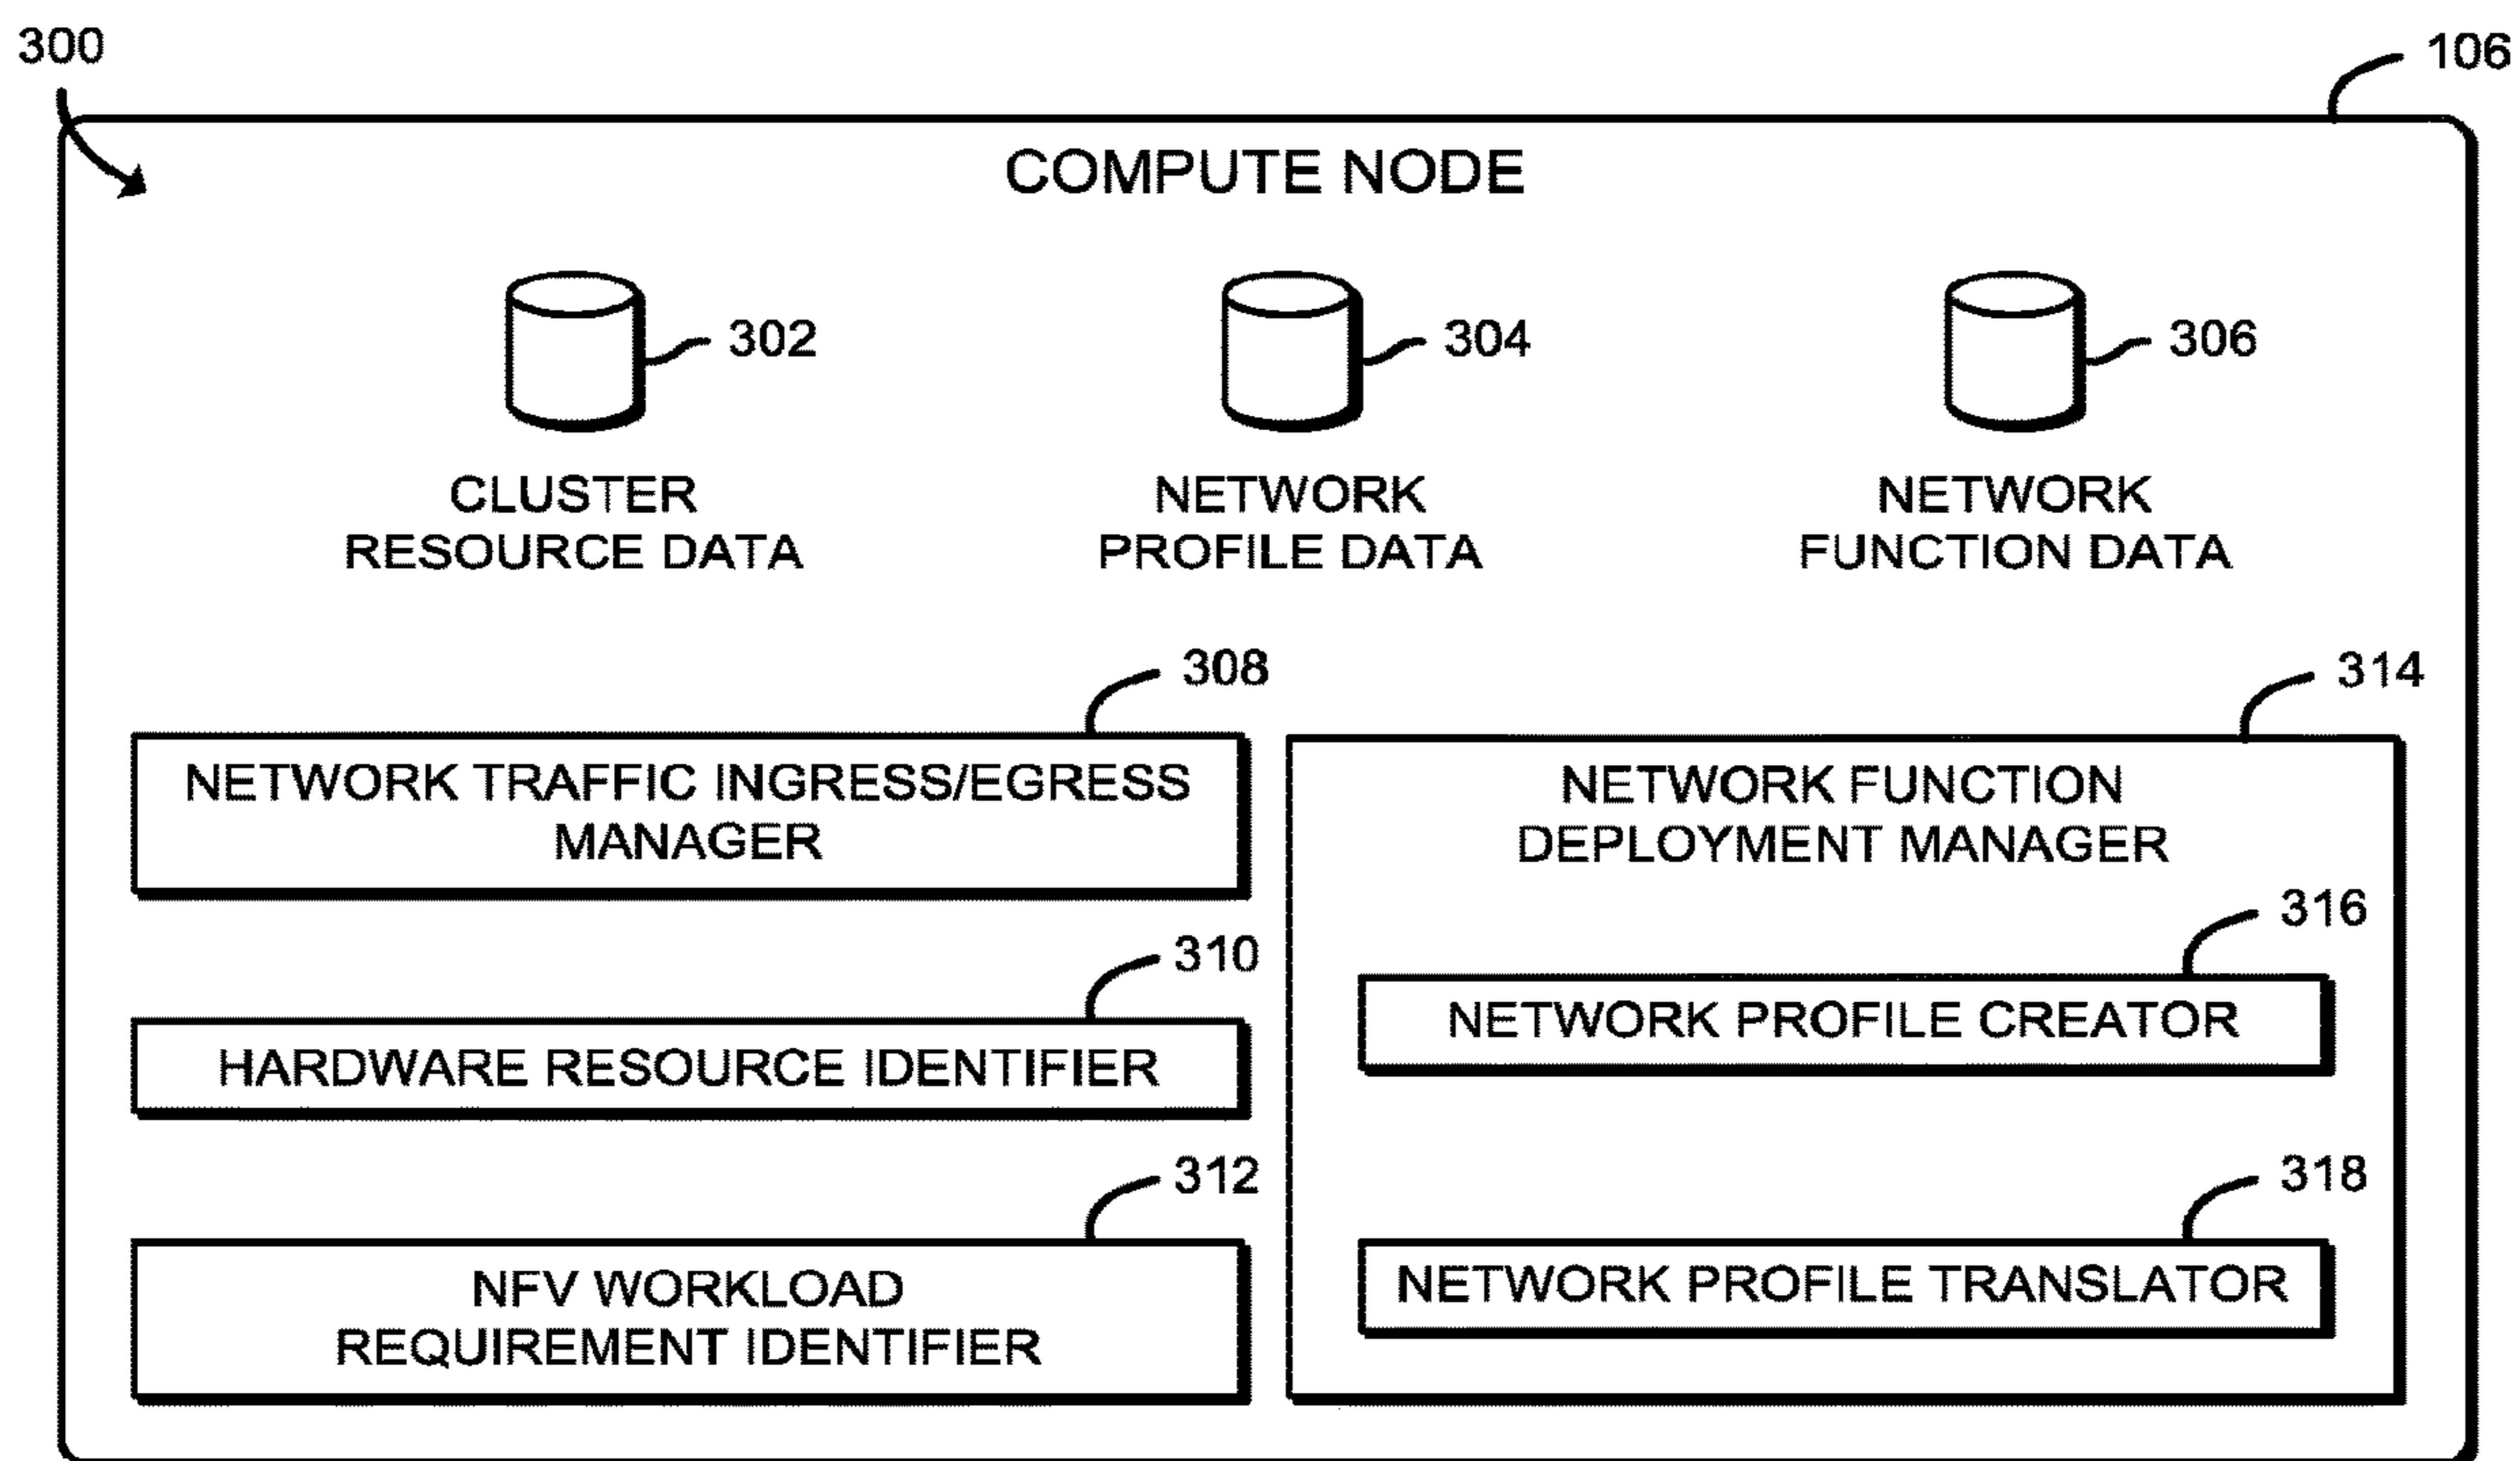 300
106
COMPUTE NODE
302
304
306
CLUSTER
RESOURCE DATA
NETWORK
PROFILE DATA
NETWORK
FUNCTION DATA
308
NETWORK TRAFFIC INGRESS/EGRESS
MANAGER
310
HARDWARE RESOURCE IDENTIFIER
312
NFV WORKLOAD
REQUIREMENT IDENTIFIER
314
NETWORK FUNCTION
DEPLOYMENT MANAGER
316
NETWORK PROFILE CREATOR
318
NETWORK PROFILE TRANSLATOR